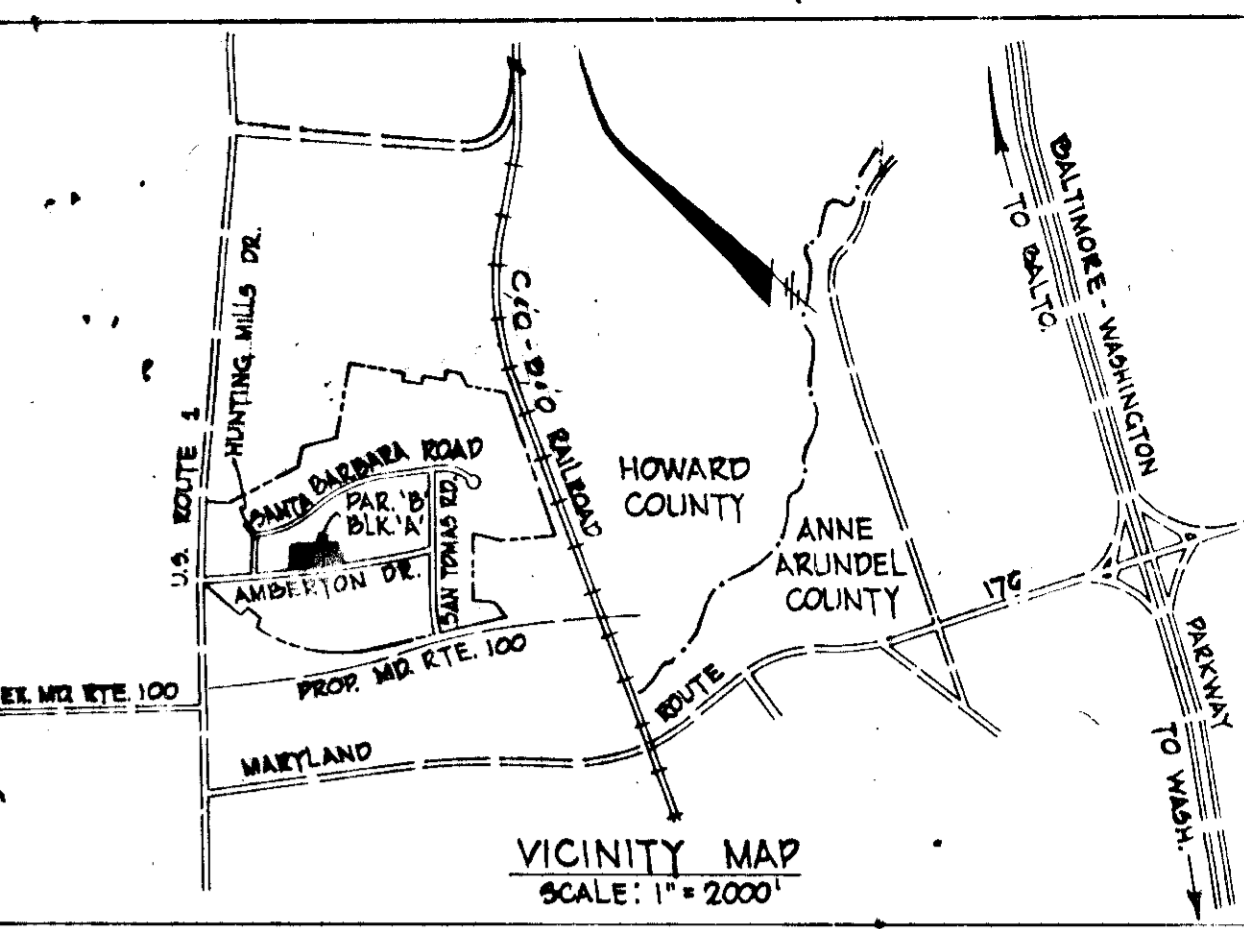 U.S. ROUTE 1
HUNTING MILLS DR.
SANTA BARBARA ROAD
PAR. 'B'
BLK. 'A'
AMBERTON DR.
SAN TOMAS RD.
C&O-B&O RAILROAD
HOWARD
COUNTY
ANNE
ARUNDEL
COUNTY
BALTIMORE - WASHINGTON
PARKWAY
TO BALTO.
TO WASH.
EX. MD. RTE. 100
PROP. MD. RTE. 100
MARYLAND ROUTE 176
VICINITY MAP
SCALE: 1" = 2000'